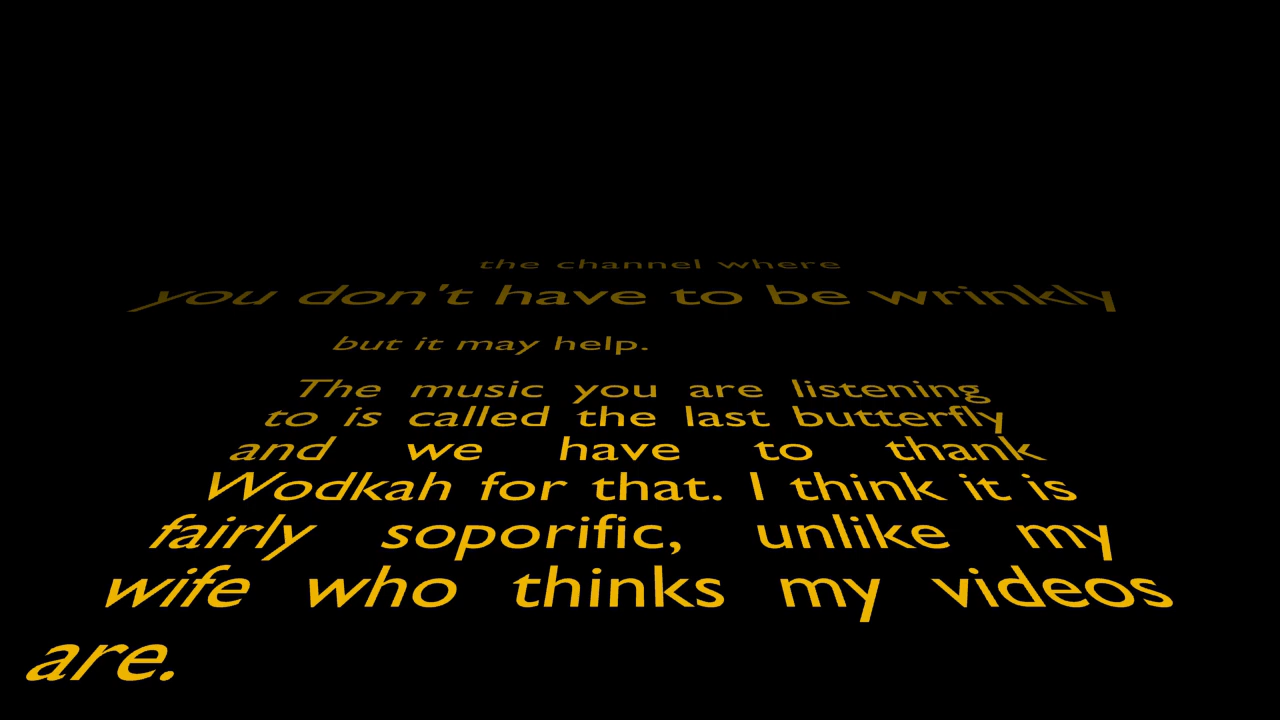 the channel where
you don't have to be wrinkly
but it may help.
The music you are listening
to is called the last butterfly
and we have to thank
Wodkah for that. I think it is
fairly soporific, unlike my
wife who thinks my videos
are.